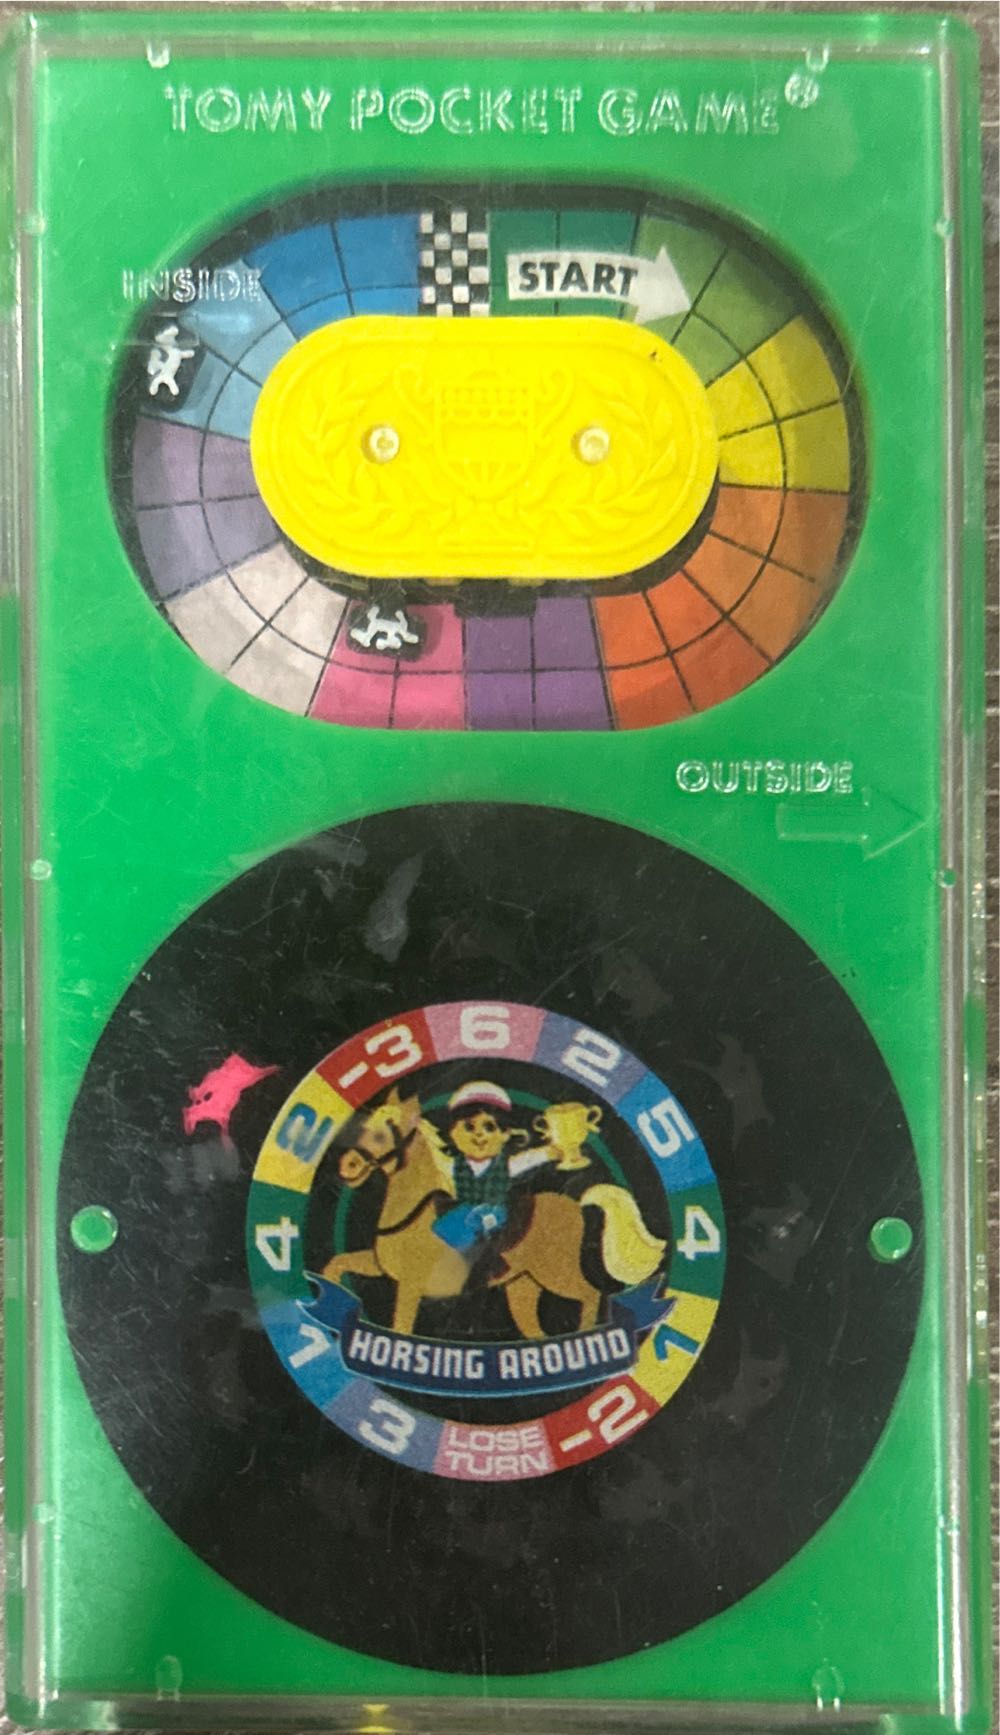 TOMY POCKET GAME®
START
INSIDE
OUTSIDE
-3 6 2 5 4 1 -2
LOSE
TURN
3 1 4 2
HORSING AROUND